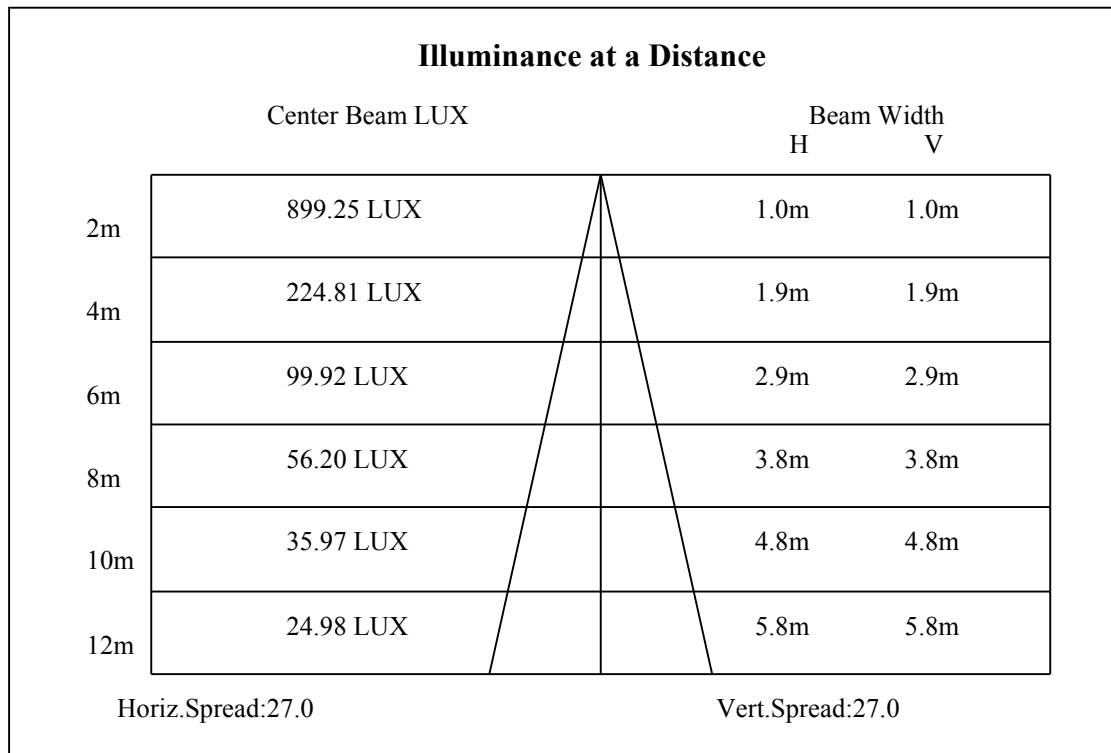 Illuminance at a Distance
Center Beam LUX Beam Width
H V
2m 899.25 LUX 1.0m 1.0m
4m 224.81 LUX 1.9m 1.9m
6m 99.92 LUX 2.9m 2.9m
8m 56.20 LUX 3.8m 3.8m
10m 35.97 LUX 4.8m 4.8m
12m 24.98 LUX 5.8m 5.8m
Horiz.Spread:27.0 Vert.Spread:27.0